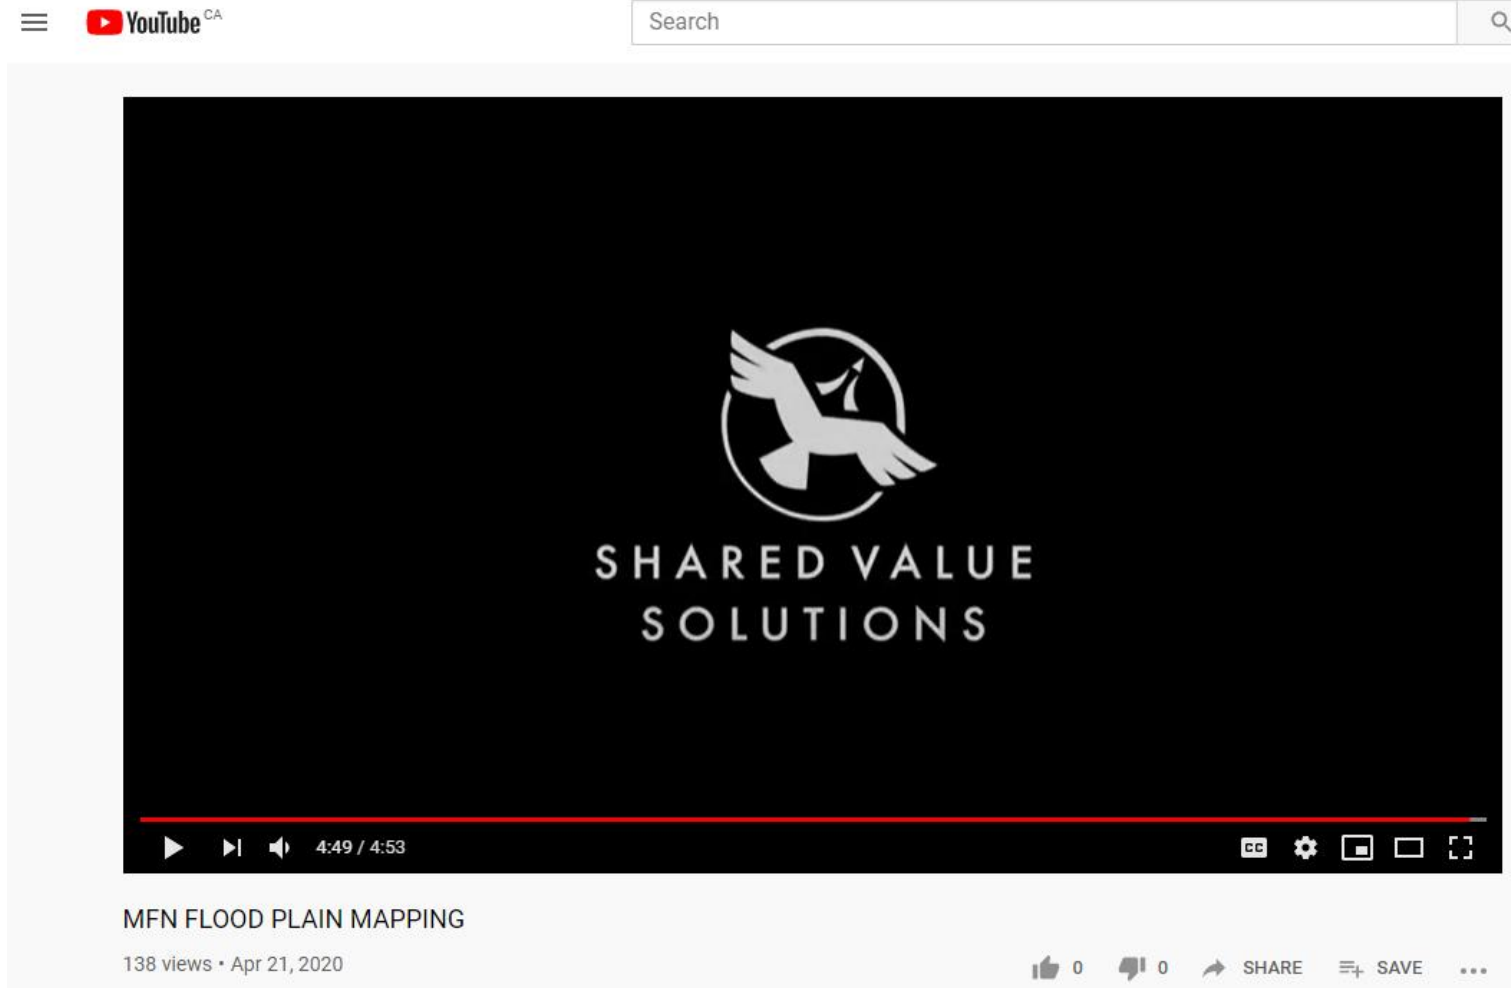 YouTube CA
Search
SHARED VALUE
SOLUTIONS
4:49 / 4:53
CC
MFN FLOOD PLAIN MAPPING
138 views • Apr 21, 2020
0 0 SHARE SAVE